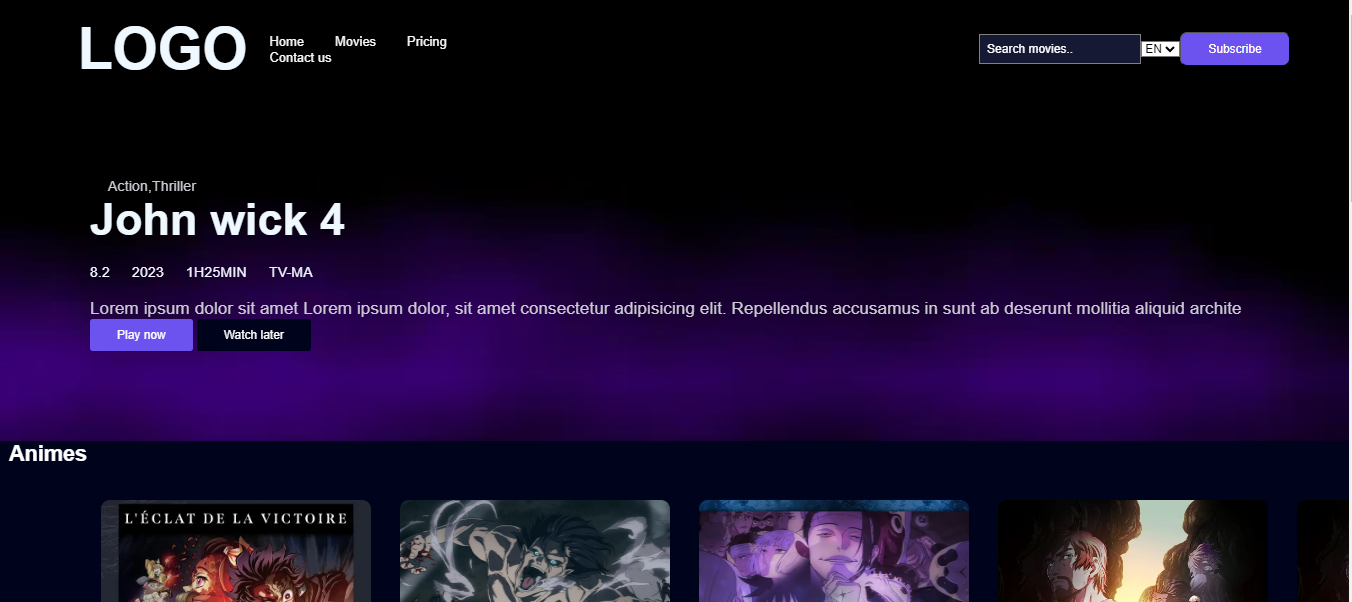 LOGO
Home Movies Pricing
Contact us
Search movies.. EN Subscribe
Action,Thriller
John wick 4
8.2 2023 1H25MIN TV-MA
Lorem ipsum dolor sit amet Lorem ipsum dolor, sit amet consectetur adipisicing elit. Repellendus accusamus in sunt ab deserunt mollitia aliquid archite
Play now Watch later
Animes
L'ÉCLAT DE LA VICTOIRE